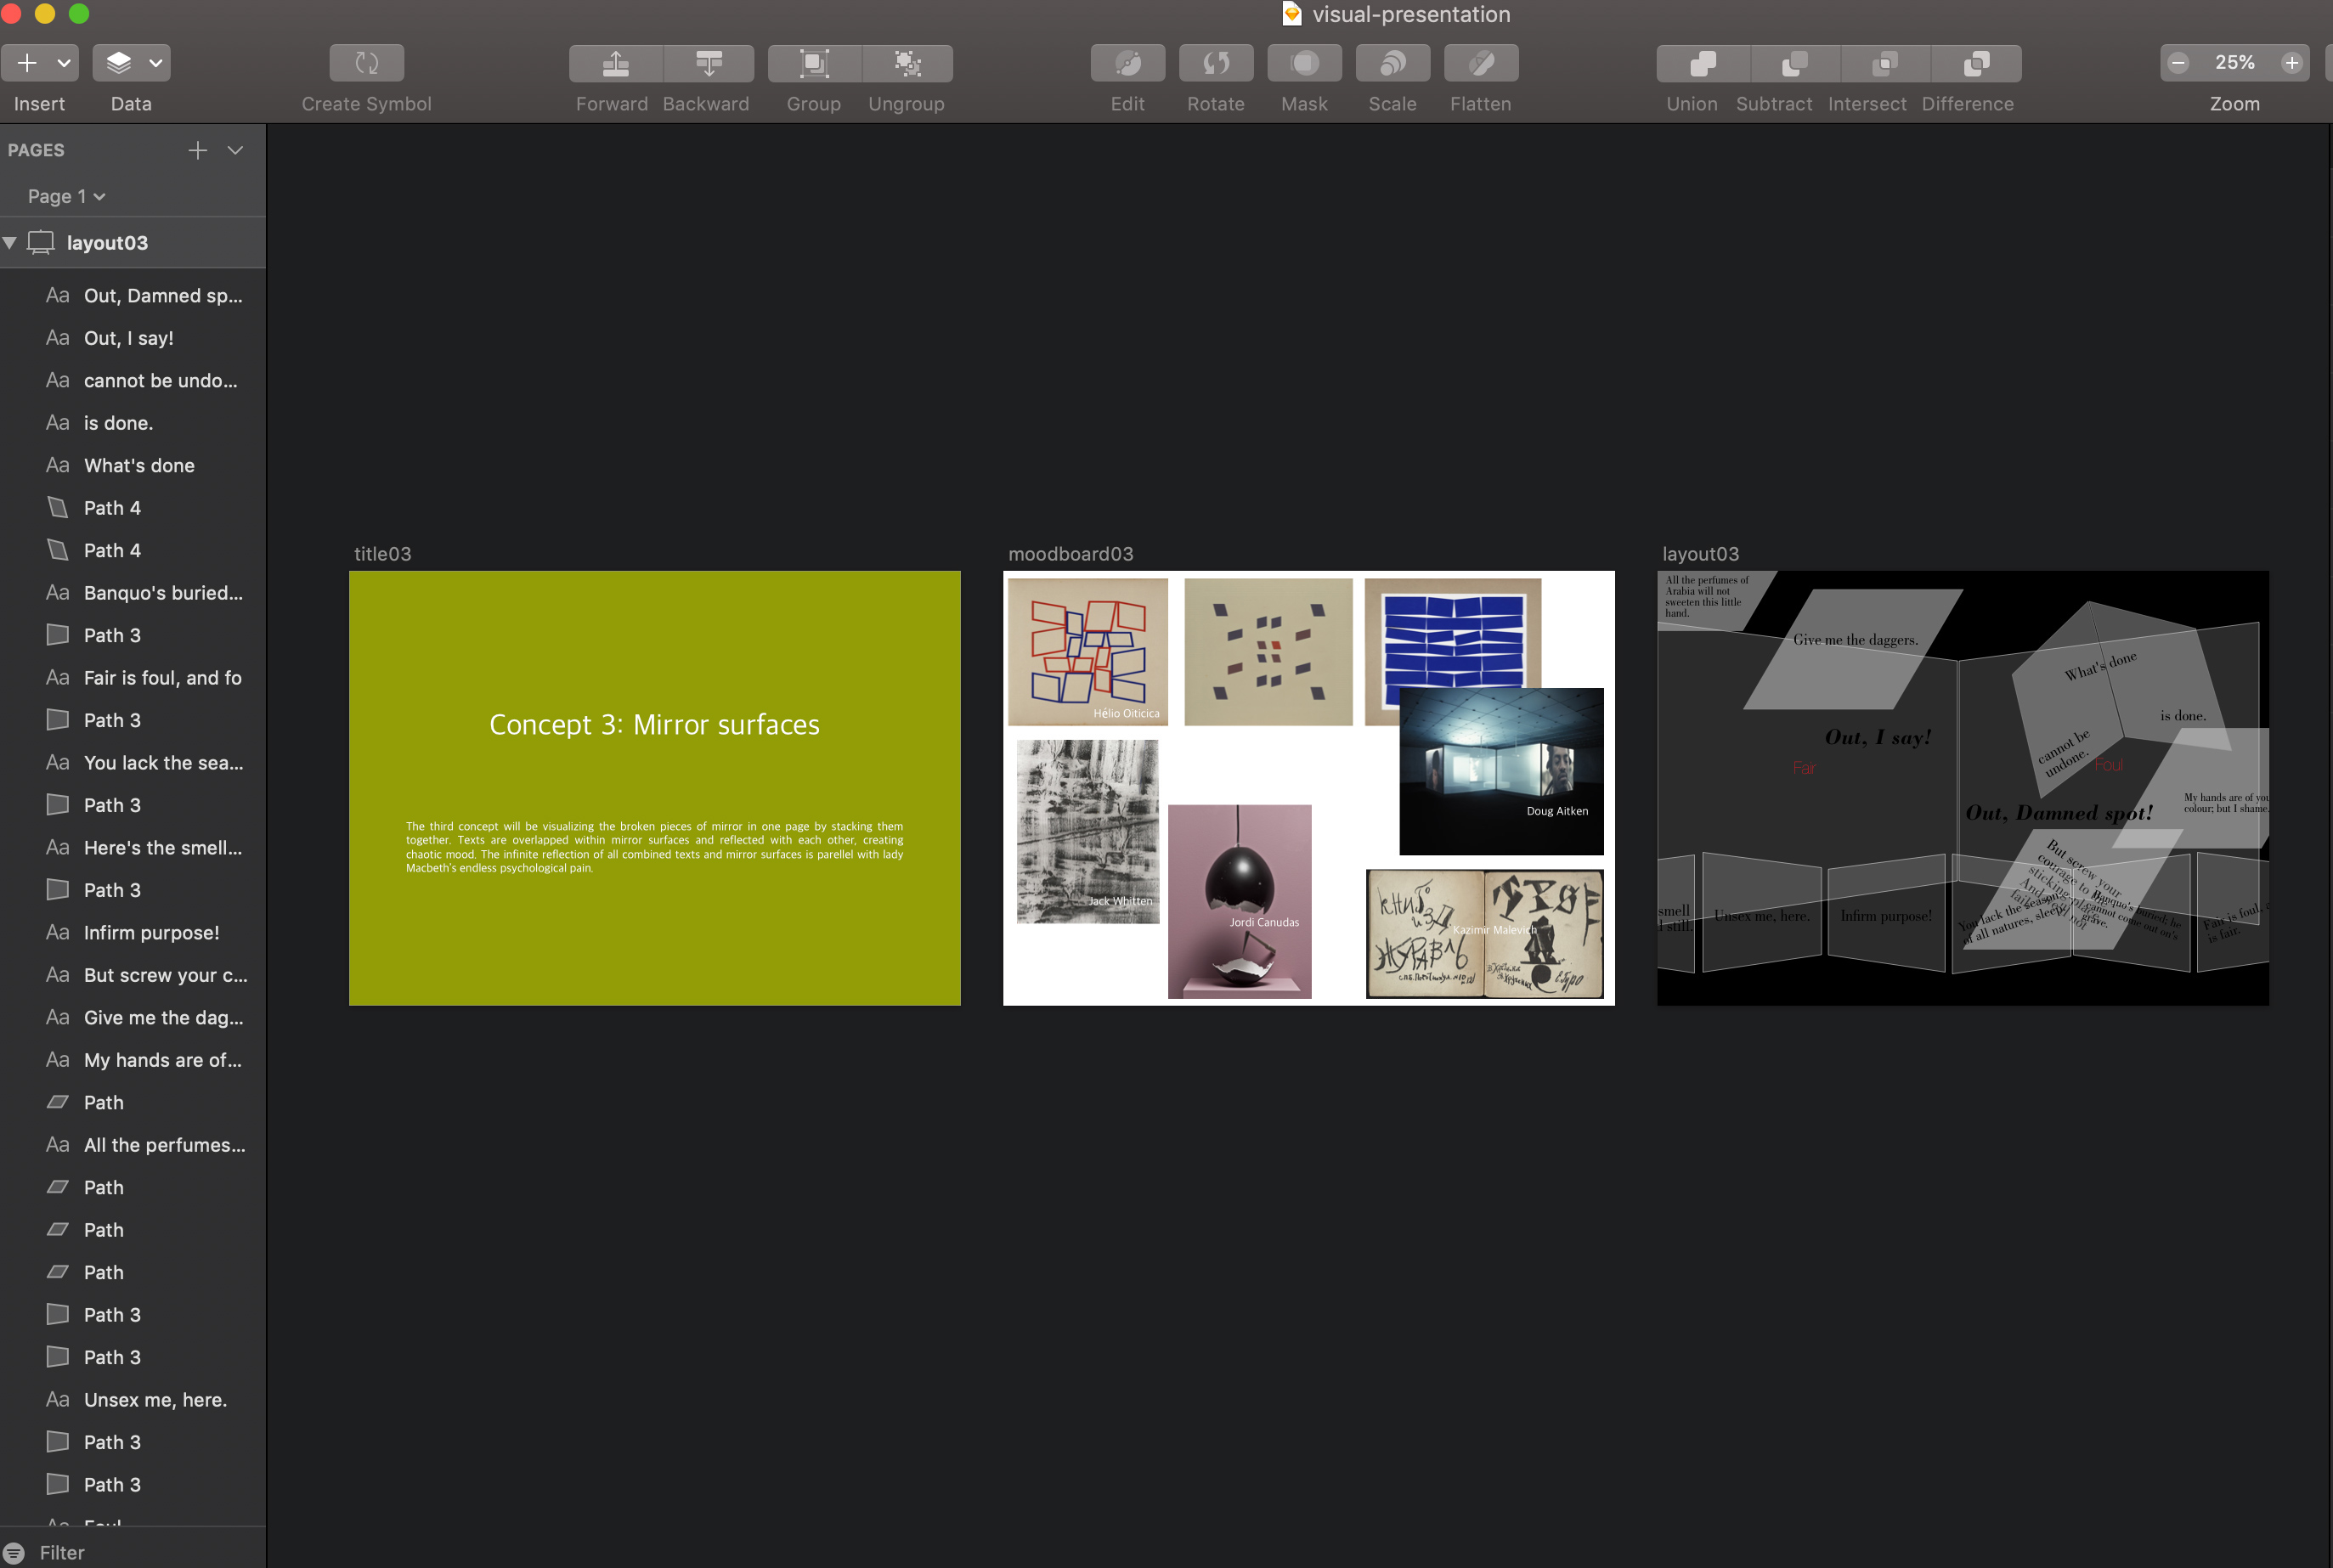 visual-presentation
25%
Insert
Data
Create Symbol
Forward
Backward
Group
Ungroup
Edit
Rotate
Mask
Scale
Flatten
Union
Subtract
Intersect
Difference
Zoom
PAGES
Page 1
layout03
Aa Out, Damned sp...
Aa Out, I say!
Aa cannot be undo...
Aa is done.
Aa What's done
Path 4
Path 4
Aa Banquo's buried...
Path 3
Aa Fair is foul, and fo
Path 3
Aa You lack the sea...
Path 3
Aa Here's the smell...
Path 3
Aa Infirm purpose!
Aa But screw your c...
Aa Give me the dag...
Aa My hands are of...
Path
Aa All the perfumes...
Path
Path
Path
Path 3
Path 3
Aa Unsex me, here.
Path 3
Path 3
Aa Foul
Filter
title03
Concept 3: Mirror surfaces
The third concept will be visualizing the broken pieces of mirror in one page by stacking them
together. Texts are overlapped within mirror surfaces and reflected with each other, creating
chaotic mood. The infinite reflection of all combined texts and mirror surfaces is parellel with lady
Macbeth's endless psychological pain.
moodboard03
Hélio Oiticica
Doug Aitken
Jack Whitten
Jordi Canudas
Kazimir Malevich
layout03
All the perfumes of
Arabia will not
sweeten this little
hand.
Give me the daggers.
What's done
is done.
cannot be
undone.
Out, I say!
Fair
Foul
My hands are of you
colour; but I shame
Out, Damned spot!
But screw your
courage to
sticking place
And
fail
not
smell
l still.
Unsex me, here.
Infirm purpose!
You lack the season
of all natures, sleep
Banquo's buried; he
cannot come out on's
grave.
Fair is foul,
is fair.